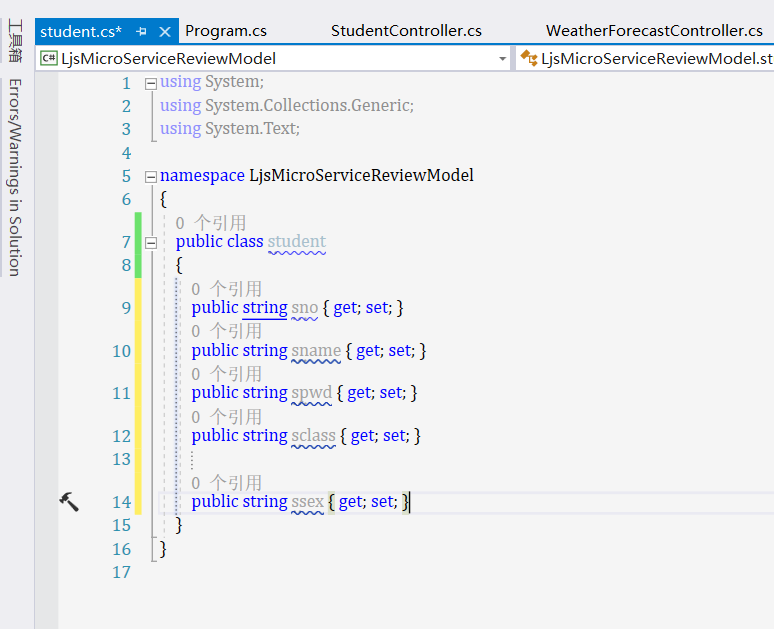 student.cs*
Program.cs
StudentController.cs
WeatherForecastController.cs
工具箱
Errors/Warnings in Solution
C# LjsMicroServiceReviewModel
LjsMicroServiceReviewModel.st
1 using System;
2 using System.Collections.Generic;
3 using System.Text;
4
5 namespace LjsMicroServiceReviewModel
6 {
0 个引用
7 public class student
8 {
0 个引用
9 public string sno { get; set; }
0 个引用
10 public string sname { get; set; }
0 个引用
11 public string spwd { get; set; }
0 个引用
12 public string sclass { get; set; }
13
0 个引用
14 public string ssex { get; set; }
15 }
16 }
17